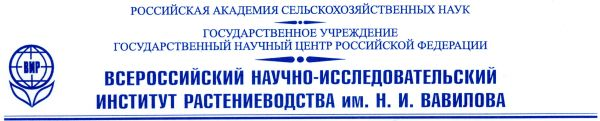 РОССИЙСКАЯ АКАДЕМИЯ СЕЛЬСКОХОЗЯЙСТВЕННЫХ НАУК
ГОСУДАРСТВЕННОЕ УЧРЕЖДЕНИЕ
ГОСУДАРСТВЕННЫЙ НАУЧНЫЙ ЦЕНТР РОССИЙСКОЙ ФЕДЕРАЦИИ
ВИР
ВСЕРОССИЙСКИЙ НАУЧНО-ИССЛЕДОВАТЕЛЬСКИЙ
ИНСТИТУТ РАСТЕНИЕВОДСТВА им. Н. И. ВАВИЛОВА